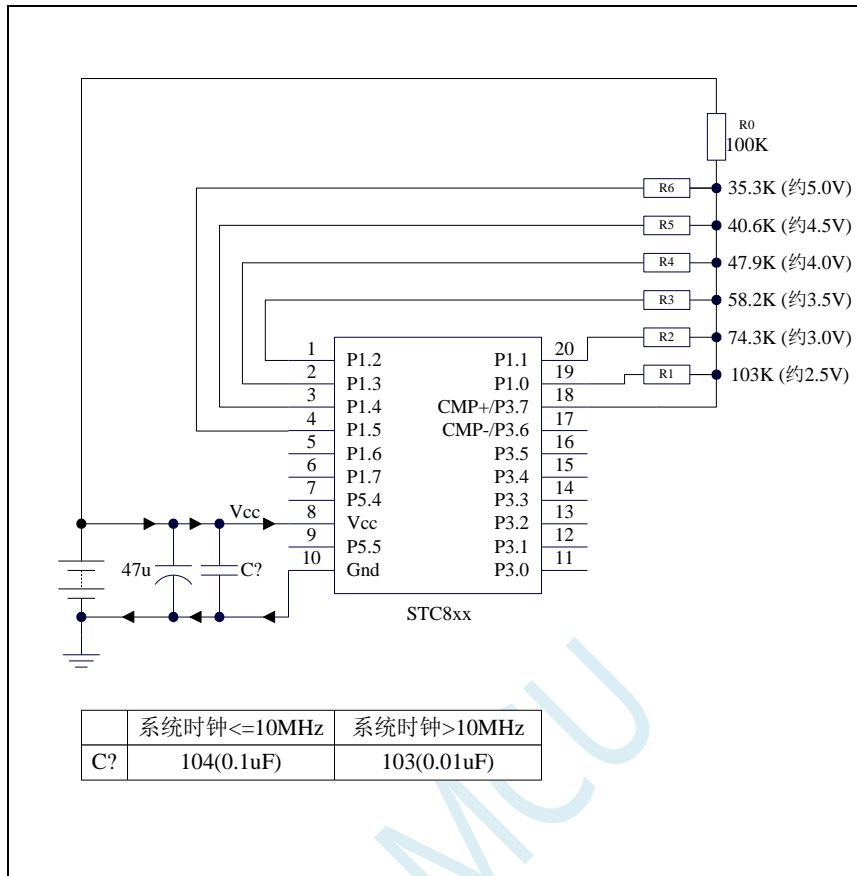 R0
100K
R6
35.3K (约5.0V)
R5
40.6K (约4.5V)
R4
47.9K (约4.0V)
R3
58.2K (约3.5V)
R2
74.3K (约3.0V)
R1
103K (约2.5V)
1 P1.2 P1.1 20
2 P1.3 P1.0 19
3 P1.4 CMP+/P3.7 18
4 P1.5 CMP-/P3.6 17
5 P1.6 P3.5 16
6 P1.7 P3.4 15
7 P5.4 P3.3 14
Vcc 8 Vcc P3.2 13
9 P5.5 P3.1 12
10 Gnd P3.0 11
47u C?
STC8xx
系统时钟<=10MHz 系统时钟>10MHz
C? 104(0.1uF) 103(0.01uF)
MCU